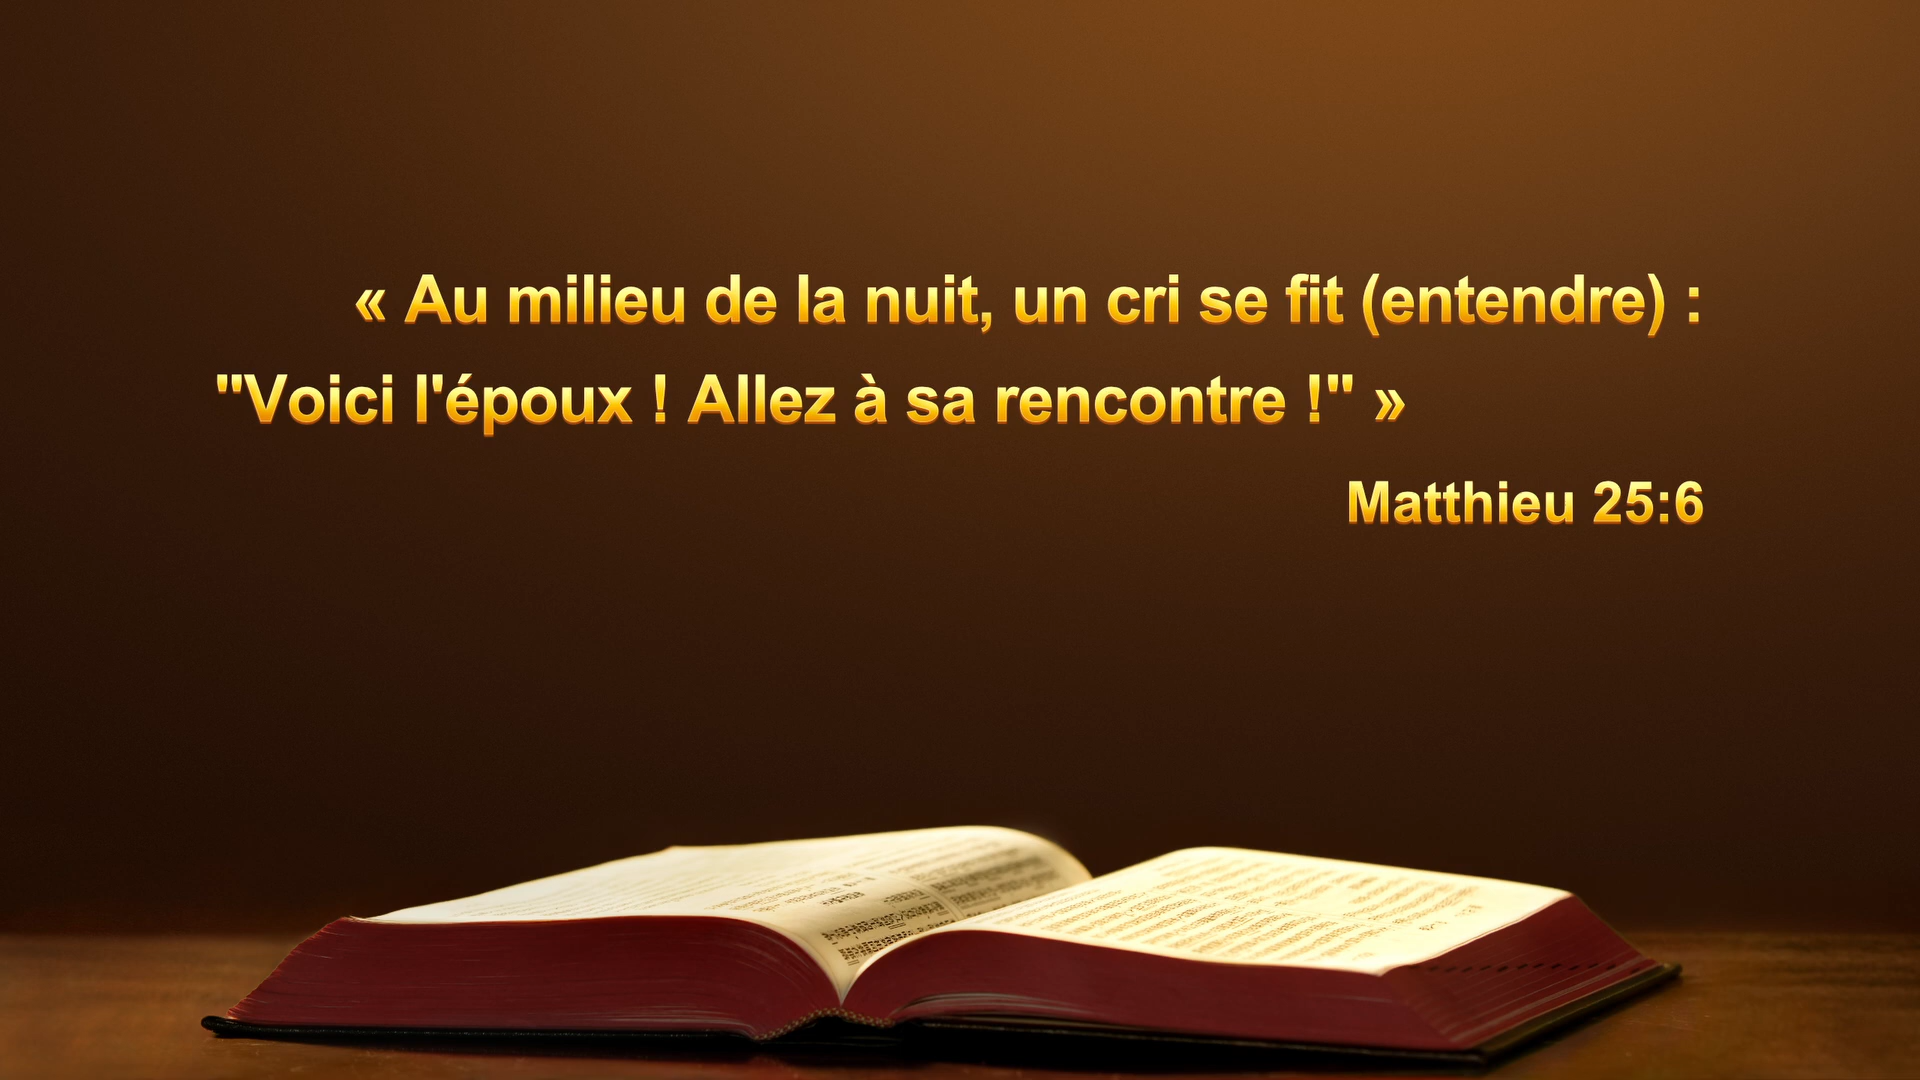 « Au milieu de la nuit, un cri se fit (entendre) :
"Voici l'époux ! Allez à sa rencontre !" »
Matthieu 25:6